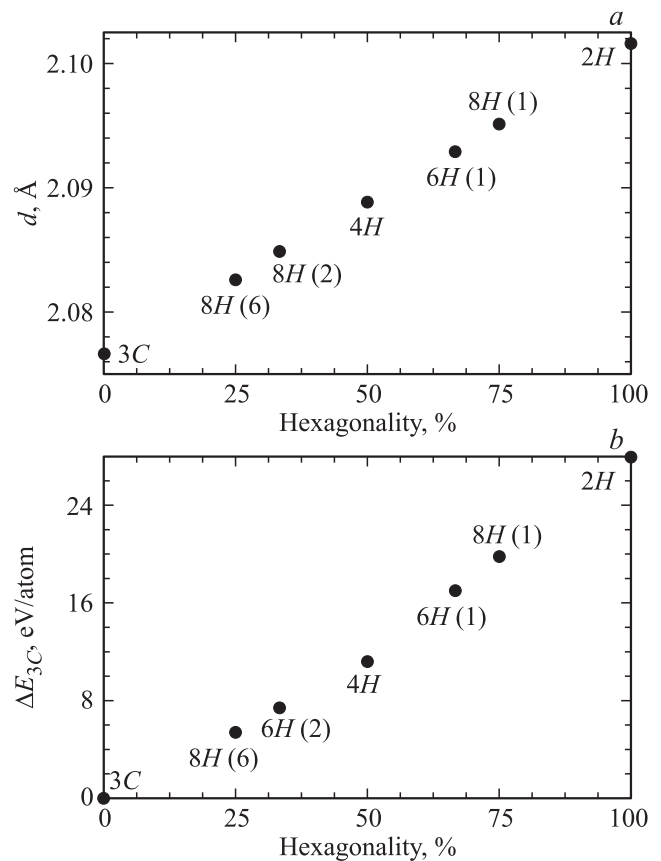 a
2.10
2H
8H (1)
6H (1)
2.09
d, Å
4H
8H (2)
8H (6)
2.08
3C
0 25 50 75 100
Hexagonality, %
b
2H
24
8H (1)
16
6H (1)
ΔE3C, eV/atom
4H
8
6H (2)
8H (6)
3C
0
0 25 50 75 100
Hexagonality, %